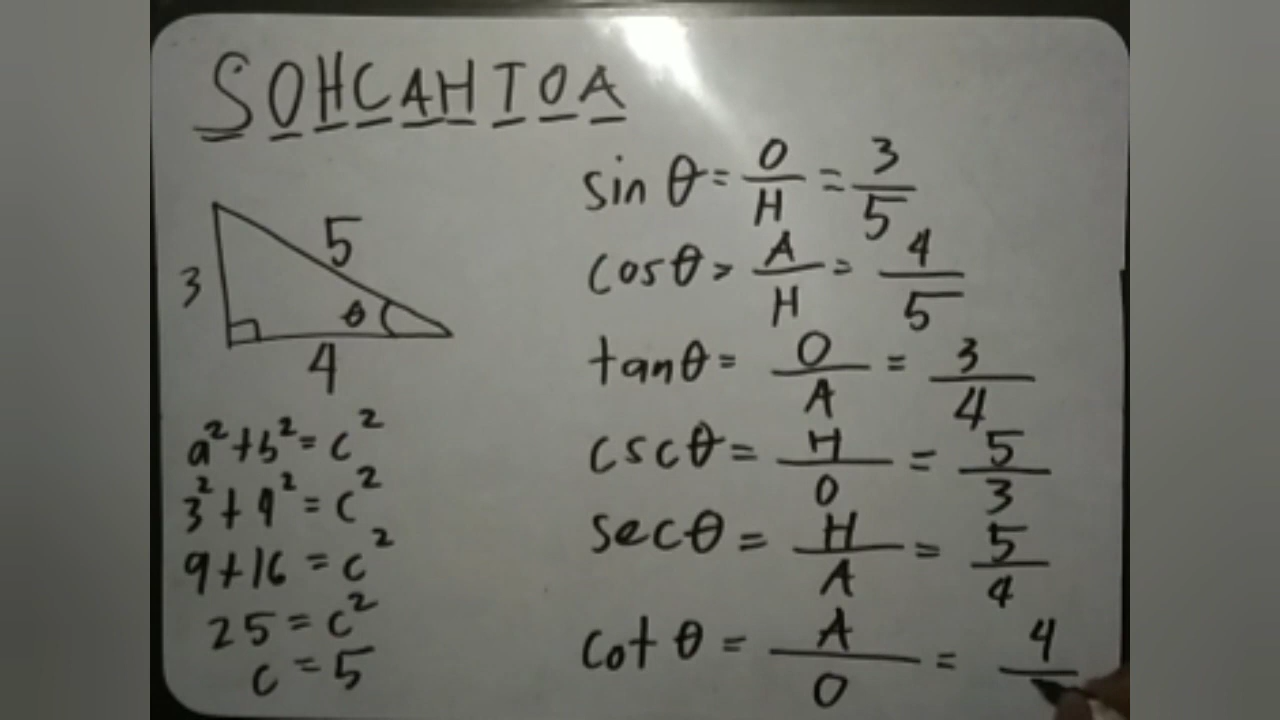 SOHCAHTOA
5
3
θ
4
a²+b²=c²
3²+4²=c²
9+16=c²
25=c²
c=5
sin θ = O/H = 3/5
cos θ = A/H = 4/5
tan θ = O/A = 3/4
csc θ = H/O = 5/3
sec θ = H/A = 5/4
cot θ = A/O = 4/